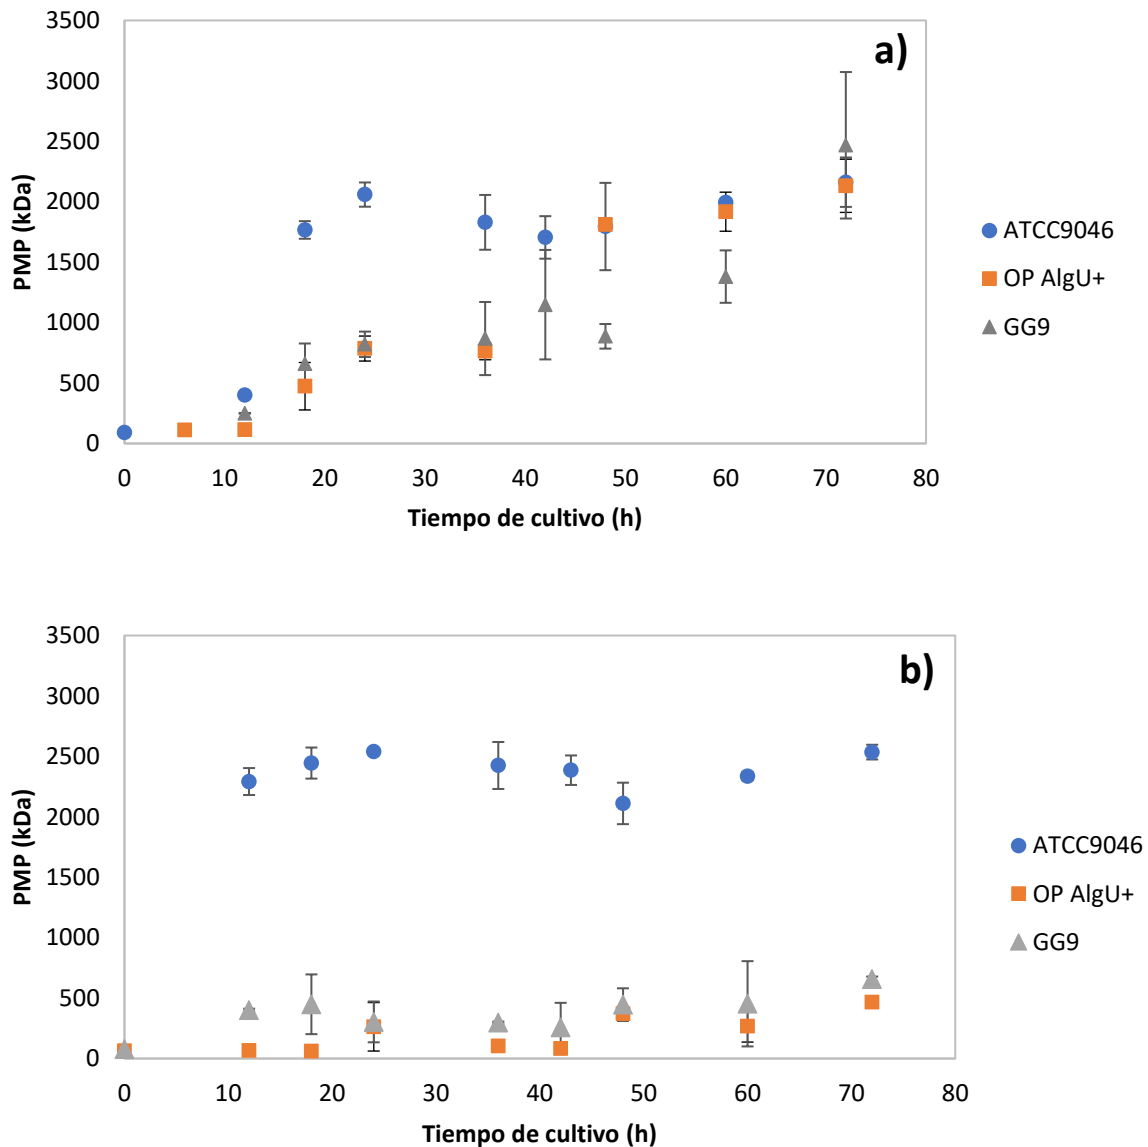 a)
3500
3000
2500
2000
1500
1000
500
0
PMP (kDa)
0 10 20 30 40 50 60 70 80
Tiempo de cultivo (h)
ATCC9046
OP AlgU+
GG9
b)
3500
3000
2500
2000
1500
1000
500
0
PMP (kDa)
0 10 20 30 40 50 60 70 80
Tiempo de cultivo (h)
ATCC9046
OP AlgU+
GG9